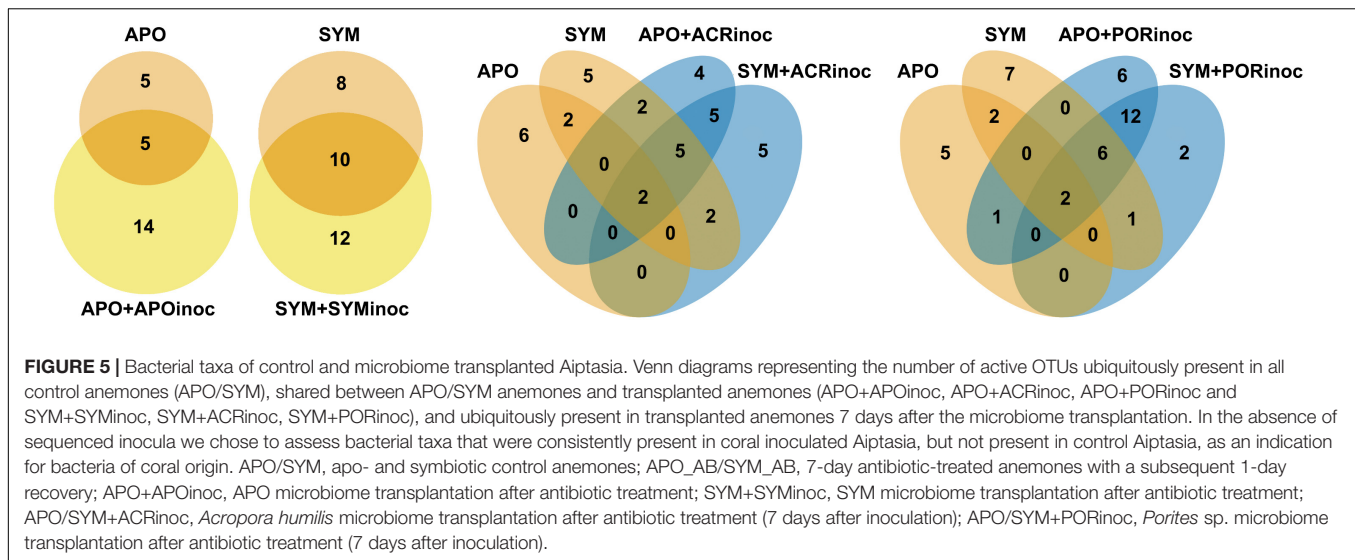 APO SYM
5 8
5 10
14 12
APO+APOinoc SYM+SYMinoc
SYM APO+ACRinoc
APO SYM+ACRinoc
5 4
6 2 2 5 5
0 5
2
0 0 0 2
0
SYM APO+PORinoc
APO SYM+PORinoc
7 6
5 2 0 12 2
0 6
2
1 0 0 1
0
FIGURE 5 | Bacterial taxa of control and microbiome transplanted Aiptasia. Venn diagrams representing the number of active OTUs ubiquitously present in all
control anemones (APO/SYM), shared between APO/SYM anemones and transplanted anemones (APO+APOinoc, APO+ACRinoc, APO+PORinoc and
SYM+SYMinoc, SYM+ACRinoc, SYM+PORinoc), and ubiquitously present in transplanted anemones 7 days after the microbiome transplantation. In the absence of
sequenced inocula we chose to assess bacterial taxa that were consistently present in coral inoculated Aiptasia, but not present in control Aiptasia, as an indication
for bacteria of coral origin. APO/SYM, apo- and symbiotic control anemones; APO_AB/SYM_AB, 7-day antibiotic-treated anemones with a subsequent 1-day
recovery; APO+APOinoc, APO microbiome transplantation after antibiotic treatment; SYM+SYMinoc, SYM microbiome transplantation after antibiotic treatment;
APO/SYM+ACRinoc, Acropora humilis microbiome transplantation after antibiotic treatment (7 days after inoculation); APO/SYM+PORinoc, Porites sp. microbiome
transplantation after antibiotic treatment (7 days after inoculation).